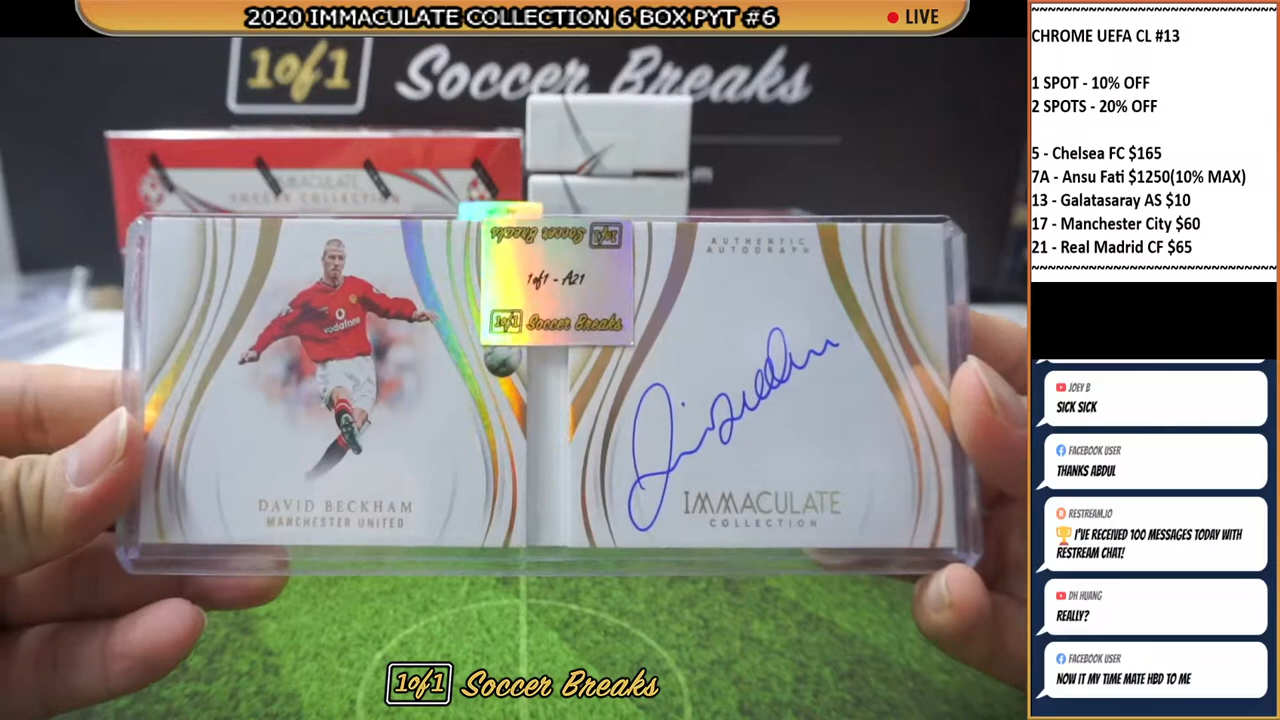 2020 IMMACULATE COLLECTION 6 BOX PYT #6
LIVE
1of1 Soccer Breaks
IMMACULATE
SOCCER COLLECTION
1of1 Soccer Breaks
1of1 - A21
1of1 Soccer Breaks
vodafone
DAVID BECKHAM
MANCHESTER UNITED
AUTHENTIC
AUTOGRAPH
IMMACULATE
COLLECTION
1of1 Soccer Breaks
CHROME UEFA CL #13
1 SPOT - 10% OFF
2 SPOTS - 20% OFF
5 - Chelsea FC $165
7A - Ansu Fati $1250(10% MAX)
13 - Galatasaray AS $10
17 - Manchester City $60
21 - Real Madrid CF $65
JOEY B
SICK SICK
FACEBOOK USER
THANKS ABDUL
RESTREAM.IO
I'VE RECEIVED 100 MESSAGES TODAY WITH
RESTREAM CHAT!
DH HUANG
REALLY?
FACEBOOK USER
NOW IT MY TIME MATE HBD TO ME